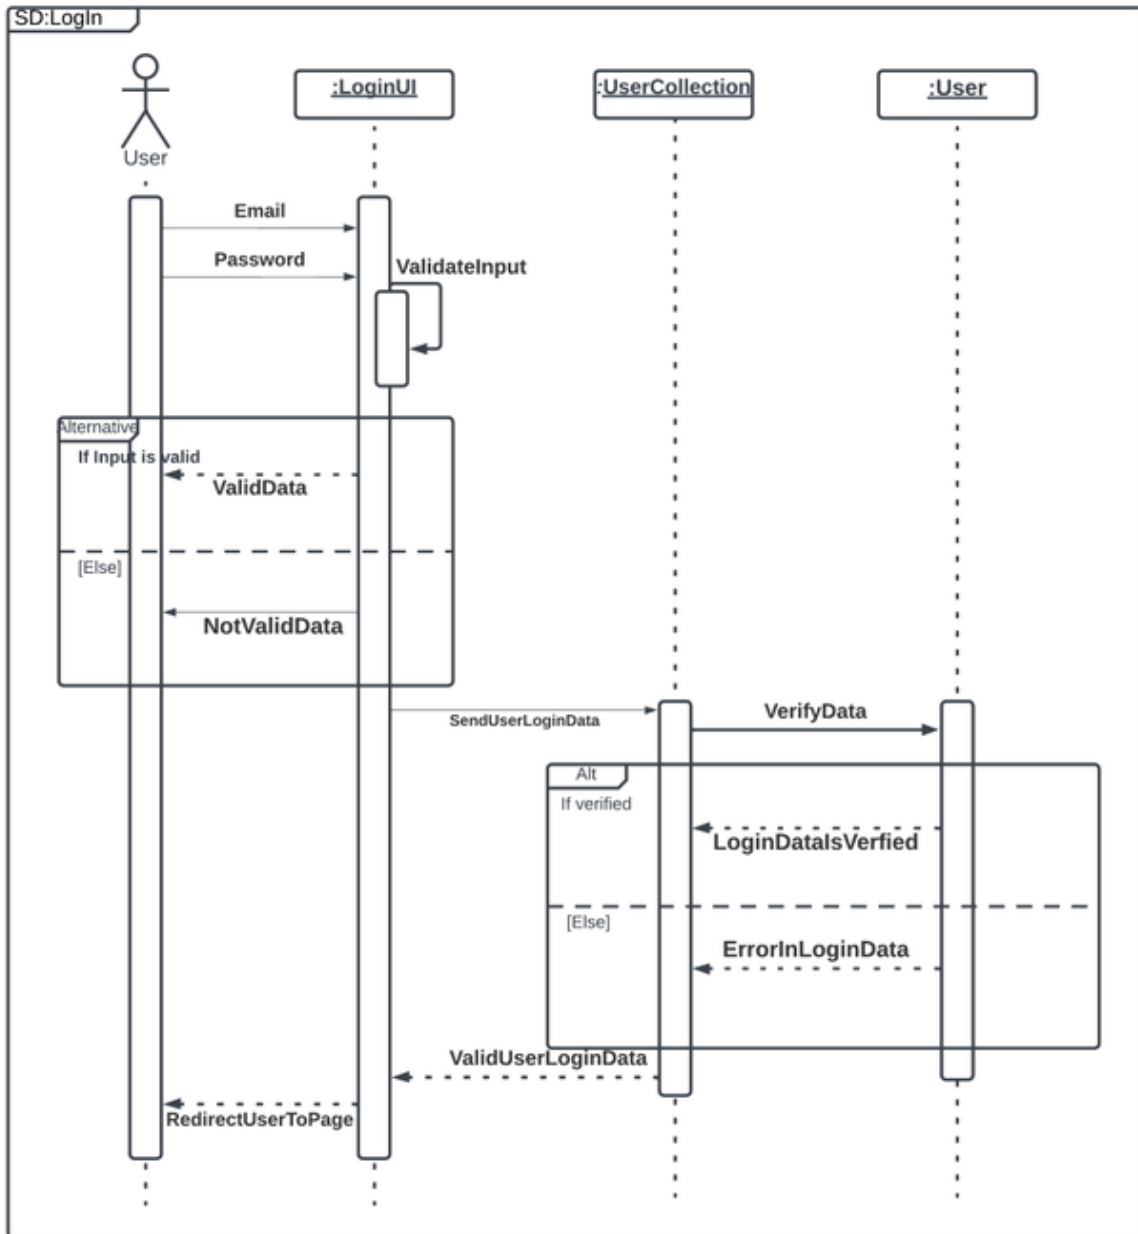 SD:LogIn
:LoginUI
:UserCollection
:User
User
Email
Password
ValidateInput
Alternative
If Input is valid
ValidData
[Else]
NotValidData
SendUserLoginData
VerifyData
Alt
If verified
LoginDataIsVerfied
[Else]
ErrorInLoginData
ValidUserLoginData
RedirectUserToPage